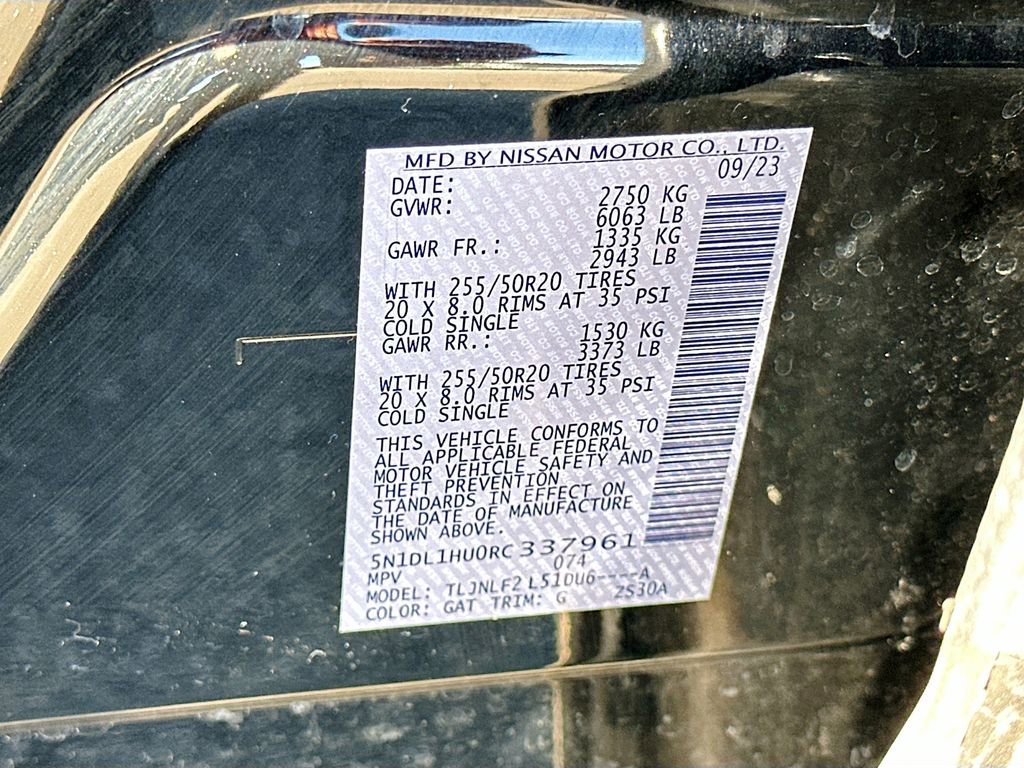 MFD BY NISSAN MOTOR CO., LTD.
DATE: 09/23
GVWR: 2750 KG
6063 LB
GAWR FR.: 1335 KG
2943 LB
WITH 255/50R20 TIRES
20 X 8.0 RIMS AT 35 PSI
COLD SINGLE
GAWR RR.: 1530 KG
3373 LB
WITH 255/50R20 TIRES
20 X 8.0 RIMS AT 35 PSI
COLD SINGLE
THIS VEHICLE CONFORMS TO
ALL APPLICABLE FEDERAL
MOTOR VEHICLE SAFETY AND
THEFT PREVENTION
STANDARDS IN EFFECT ON
THE DATE OF MANUFACTURE
SHOWN ABOVE.
5N1DL1HU0RC337961
MPV 074
MODEL: TLJNLF2 L51DU6----A
COLOR: GAT TRIM: G 2S30A